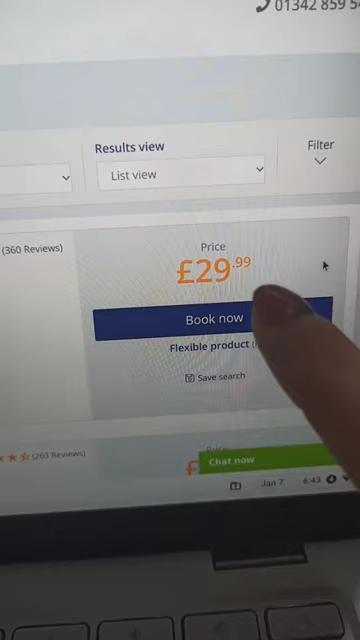 01342 859 5
Results view
Filter
List view
(360 Reviews)
Price
£29.99
Book now
Flexible product
Save search
(263 Reviews)
£
Chat now
Jan 7 6:43